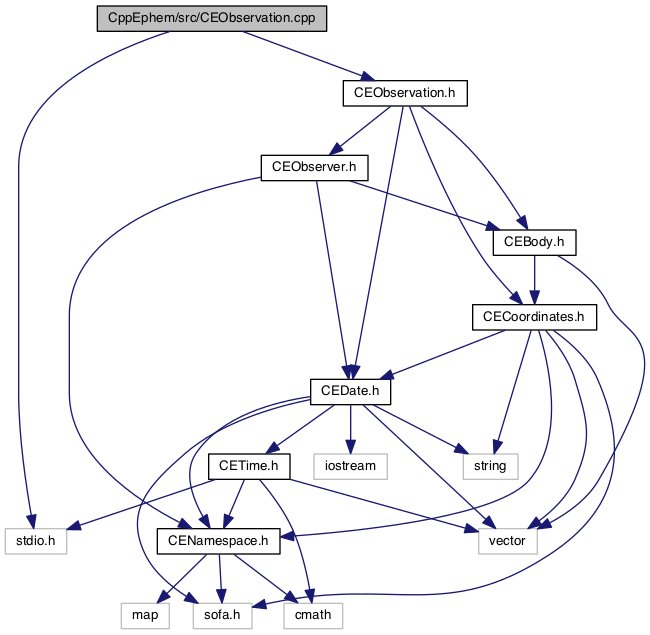 CppEphem/src/CEObservation.cpp
CEObservation.h
CEObserver.h
CEBody.h
CECoordinates.h
CEDate.h
CETime.h
iostream
string
stdio.h
CENamespace.h
vector
map
sofa.h
cmath